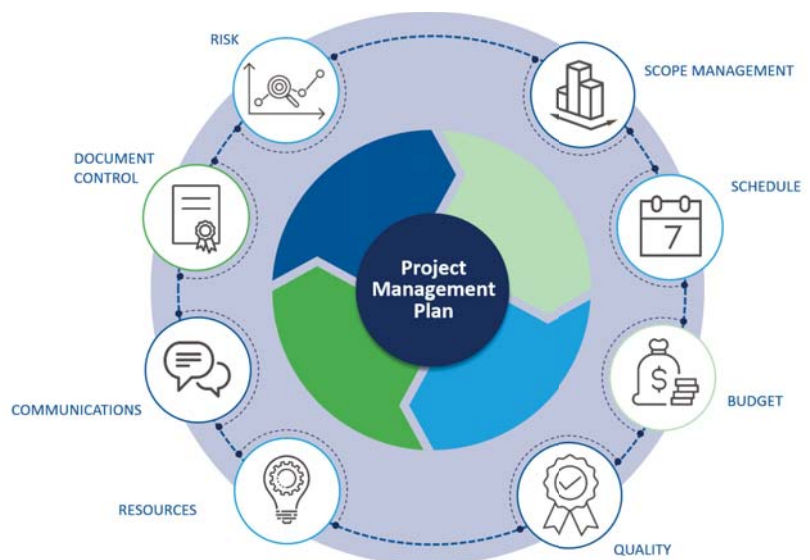 RISK
SCOPE MANAGEMENT
DOCUMENT
CONTROL
SCHEDULE
7
Project
Management
Plan
$
COMMUNICATIONS
BUDGET
RESOURCES
QUALITY